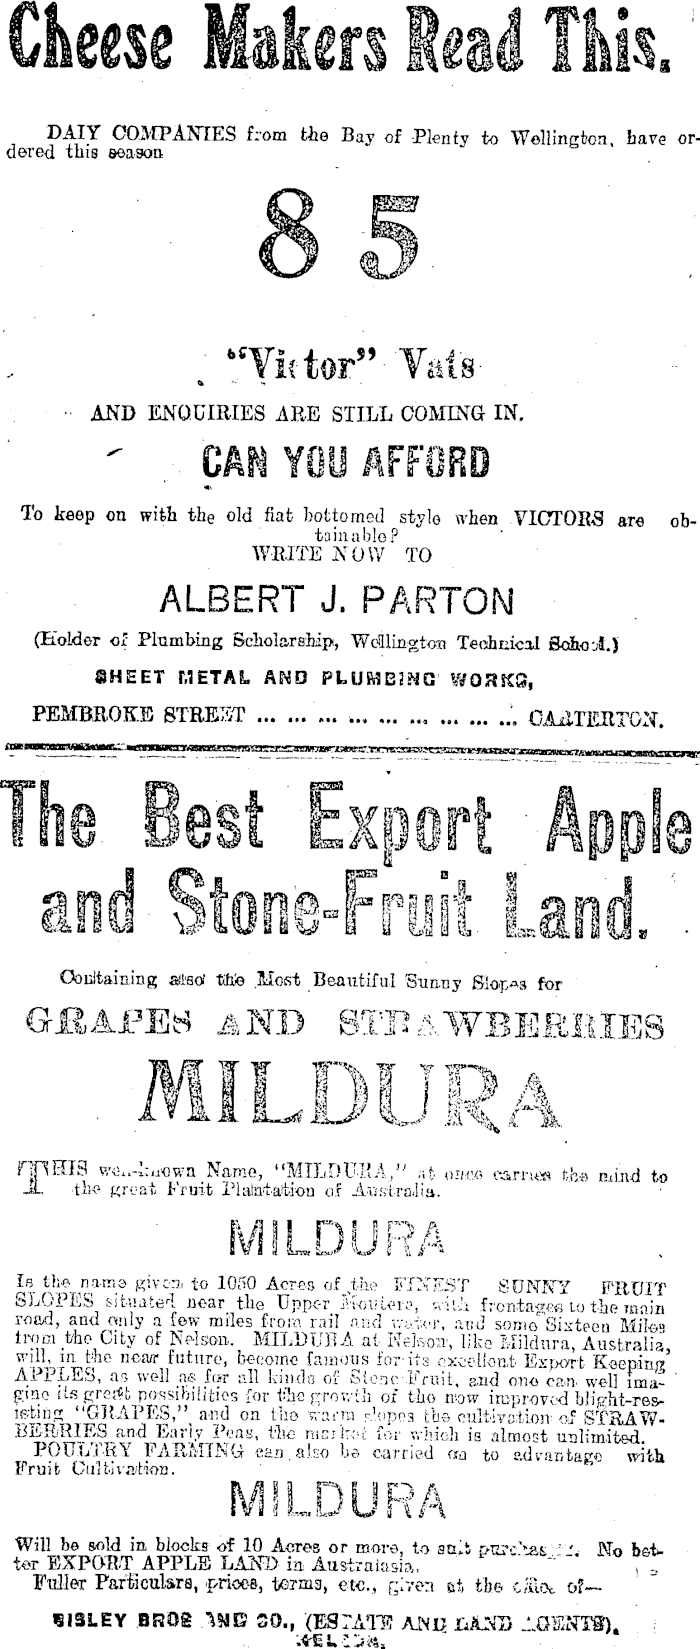 Cheese Makers Read This.
DAIY COMPANIES from the Bay of Plenty to Wellington, have or-
dered this season
85
"Victor" Vats
AND ENQUIRIES ARE STILL COMING IN.
CAN YOU AFFORD
To keep on with the old flat bottomed style when VICTORS are ob-
tainable?
WRITE NOW TO
ALBERT J. PARTON
(Holder of Plumbing Scholarship, Wellington Technical School.)
SHEET METAL AND PLUMBING WORKS,
PEMBROKE STREET ... ... ... ... ... ... ... ... ... CARTERTON.
The Best Export Apple
and Stone-Fruit Land.
Containing also the Most Beautiful Sunny Slopes for
GRAPES AND STRAWBERRIES
MILDURA
THIS well-known Name, "MILDURA," at once carries the mind to
the great Fruit Plantation of Australia.
MILDURA
Is the name given to 1050 Acres of the FINEST SUNNY FRUIT
SLOPES situated near the Upper Moutere, with frontages to the main
road, and only a few miles from rail and water, and some Sixteen Miles
from the City of Nelson. MILDURA at Nelson, like Mildura, Australia,
will, in the near future, become famous for its excellent Export Keeping
APPLES, as well as for all kinds of Stone Fruit, and one can well ima-
gine its great possibilities for the growth of the now improved blight-res-
isting "GRAPES," and on the warm slopes the cultivation of STRAW-
BERRIES and Early Peas, the market for which is almost unlimited.
POULTRY FARMING can also be carried on to advantage with
Fruit Cultivation.
MILDURA
Will be sold in blocks of 10 Acres or more, to suit purchasers. No bet-
ter EXPORT APPLE LAND in Australasia.
Fuller Particulars, prices, terms, etc., given at the office of—
BISLEY BROS AND CO., (ESTATE AND LAND AGENTS),
NELSON.